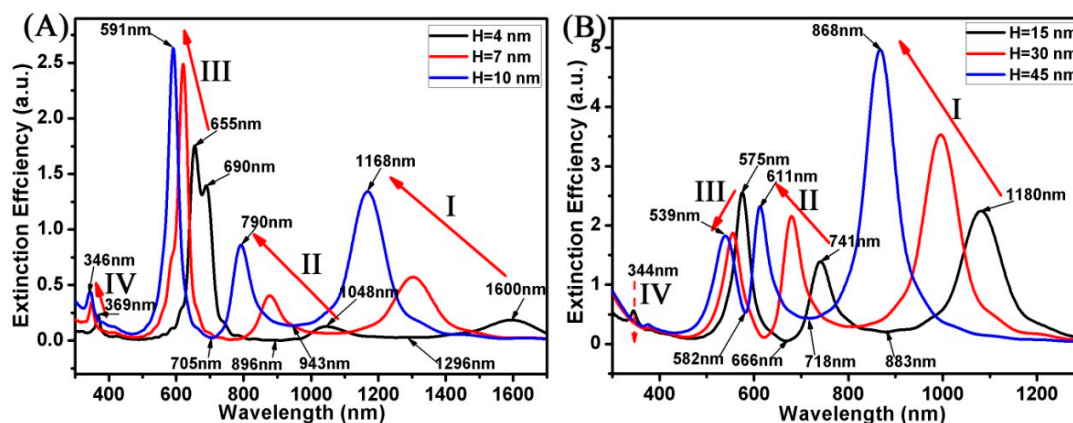 (A)
H=4 nm
H=7 nm
H=10 nm
591nm
III
655nm
690nm
1168nm
I
790nm
II
346nm
IV
369nm
1048nm
1600nm
705nm
896nm
943nm
1296nm
Extinction Effciency (a.u.)
2.5
2.0
1.5
1.0
0.5
0.0
400 600 800 1000 1200 1400 1600
Wavelength (nm)
(B)
H=15 nm
H=30 nm
H=45 nm
868nm
I
575nm
611nm
1180nm
III
II
539nm
741nm
344nm
IV
582nm
666nm
718nm
883nm
Extinction Effciency (a.u.)
5
4
3
2
1
0
400 600 800 1000 1200
Wavelength (nm)